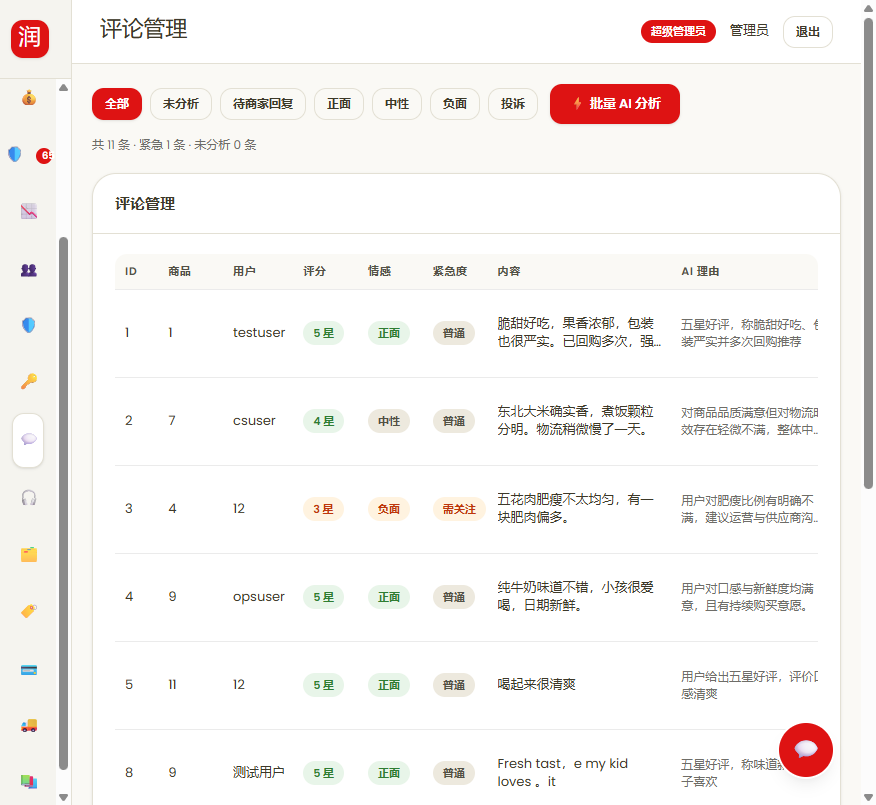 润
评论管理
超级管理员
管理员
退出
全部
未分析
待商家回复
正面
中性
负面
投诉
批量 AI 分析
共 11 条 · 紧急 1 条 · 未分析 0 条
评论管理
ID 商品 用户 评分 情感 紧急度 内容 AI 理由
1 1 testuser 5 星 正面 普通
脆甜好吃，果香浓郁，包装
也很严实。已回购多次，强...
五星好评，称脆甜好吃、
装严实并多次回购推荐
2 7 csuser 4 星 中性 普通
东北大米确实香，煮饭颗粒
分明。物流稍微慢了一天。
对商品品质满意但对物流
效存在轻微不满，整体中...
3 4 12 3 星 负面 需关注
五花肉肥瘦不太均匀，有一
块肥肉偏多。
用户对肥瘦比例有明确不
满，建议运营与供应商沟...
4 9 opsuser 5 星 正面 普通
纯牛奶味道不错，小孩很爱
喝，日期新鲜。
用户对口感与新鲜度均满
意，且有持续购买意愿。
5 11 12 5 星 正面 普通
喝起来很清爽
用户给出五星好评，评价
感清爽
8 9 测试用户 5 星 正面 普通
Fresh tast，e my kid
loves 。it
五星好评，称味道
子喜欢